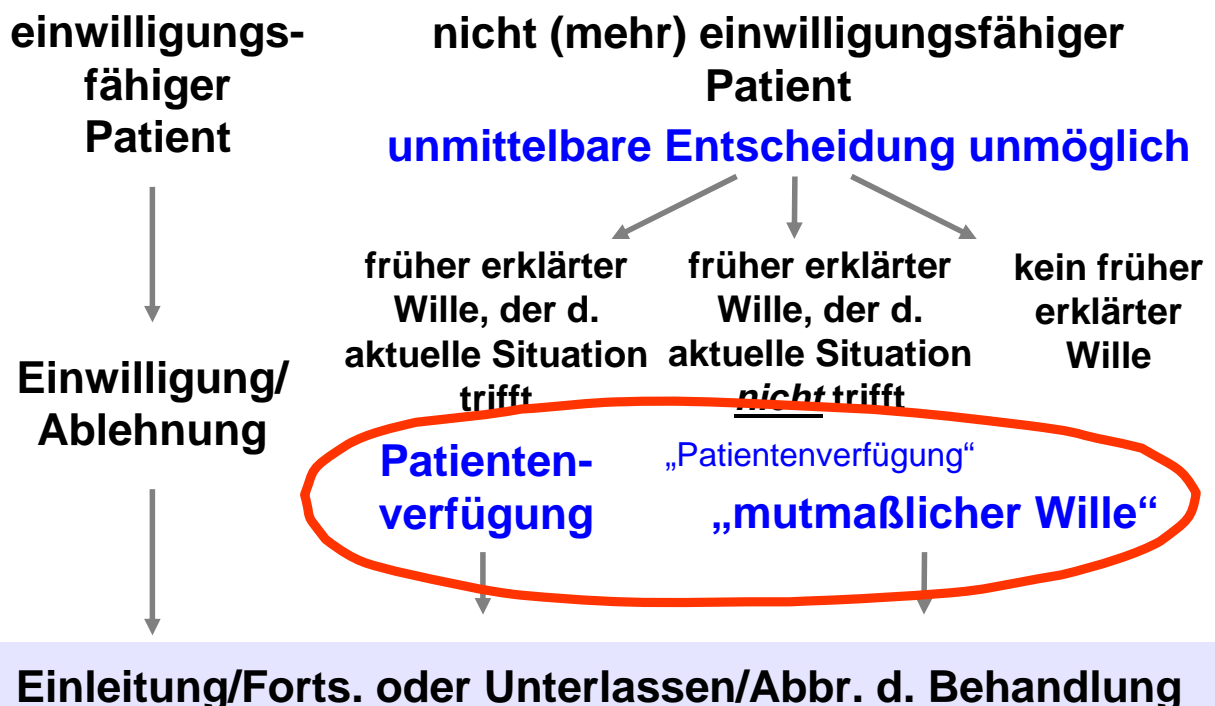 einwilligungs-
fähiger
Patient
nicht (mehr) einwilligungsfähiger
Patient
unmittelbare Entscheidung unmöglich
früher erklärter
Wille, der d.
aktuelle Situation
trifft
früher erklärter
Wille, der d.
aktuelle Situation
nicht trifft
kein früher
erklärter
Wille
Einwilligung/
Ablehnung
Patienten-
verfügung
„Patientenverfügung“
„mutmaßlicher Wille“
Einleitung/Forts. oder Unterlassen/Abbr. d. Behandlung